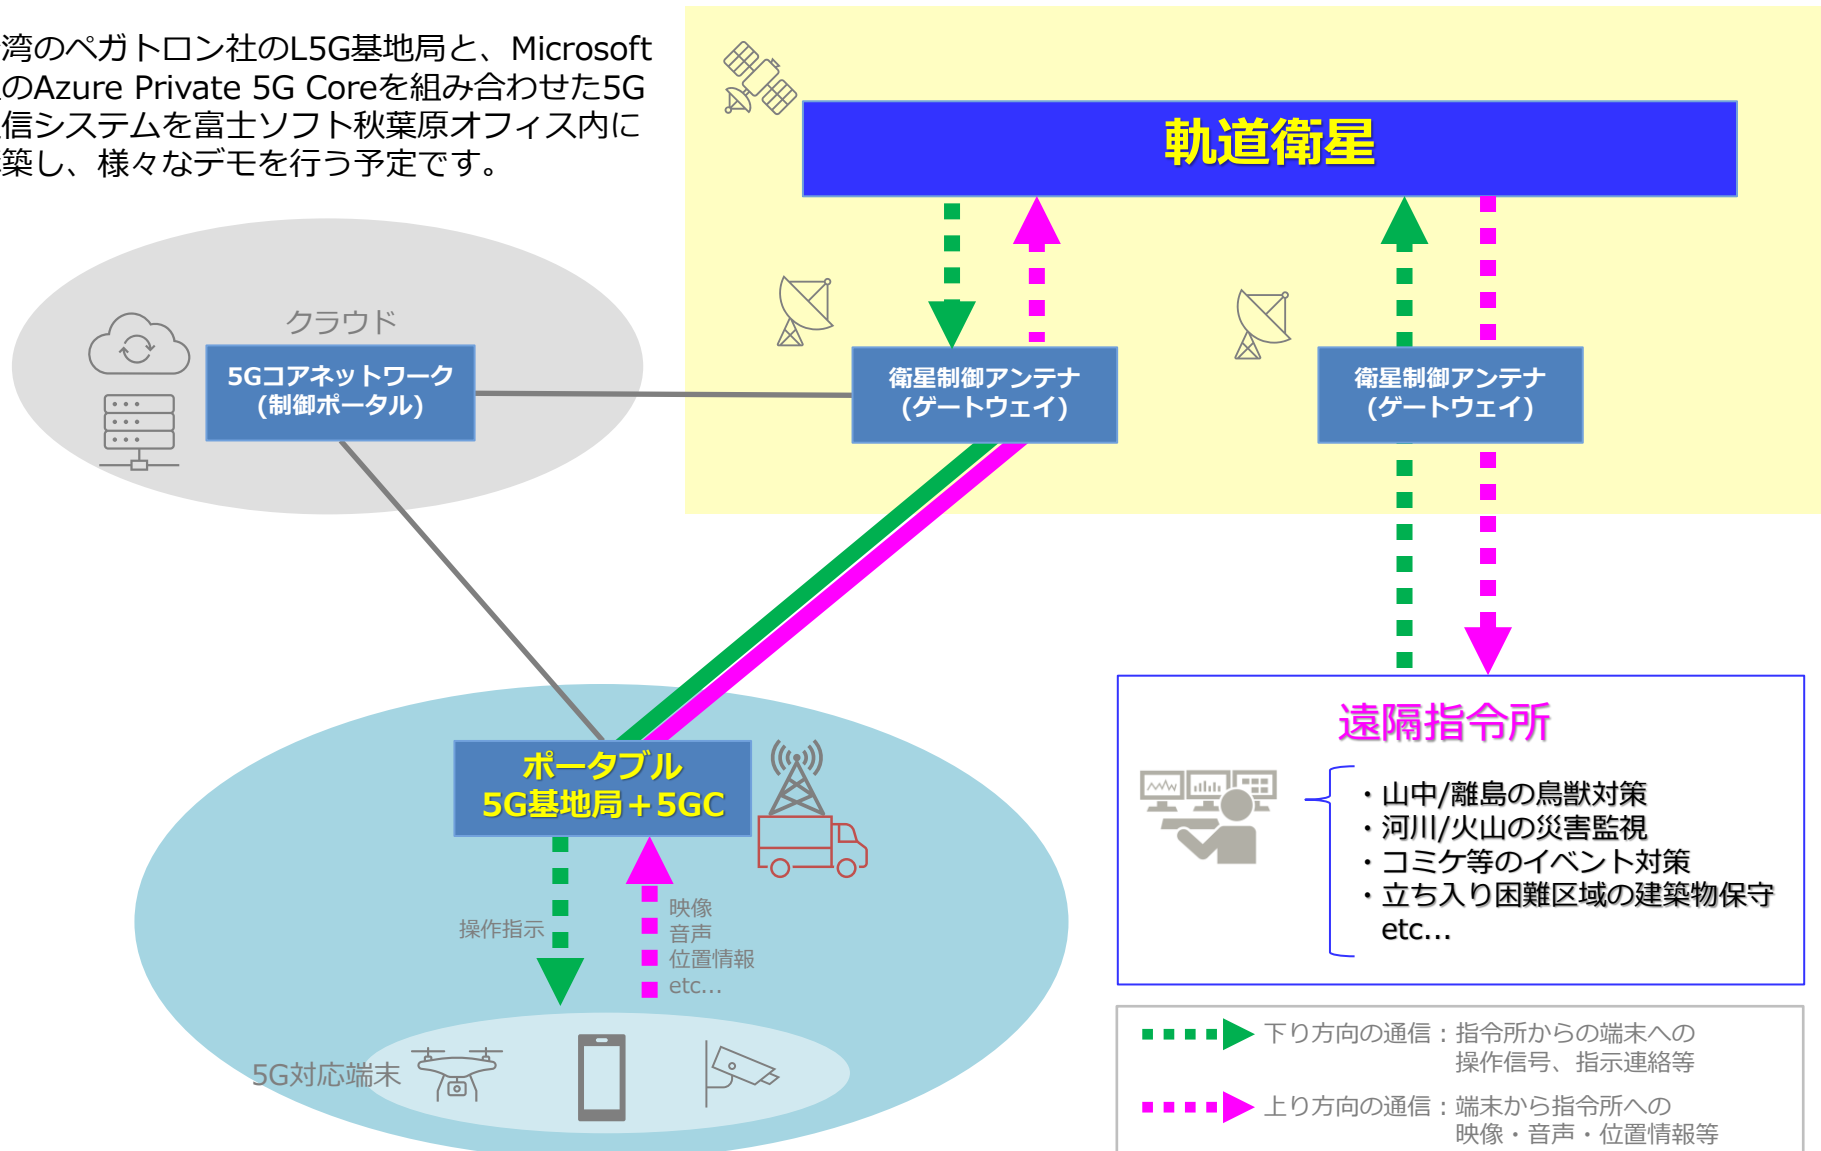 湾のペガトロン社のL5G基地局と、Microsoft
のAzure Private 5G Coreを組み合わせた5G
信システムを富士ソフト秋葉原オフィス内に
築し、様々なデモを行う予定です。
軌道衛星
クラウド
5Gコアネットワーク
(制御ポータル)
衛星制御アンテナ
(ゲートウェイ)
衛星制御アンテナ
(ゲートウェイ)
ポータブル
5G基地局+5GC
操作指示
映像
音声
位置情報
etc...
5G対応端末
遠隔指令所
・山中/離島の鳥獣対策
・河川/火山の災害監視
・コミケ等のイベント対策
・立ち入り困難区域の建築物保守
etc...
下り方向の通信：指令所からの端末への
操作信号、指示連絡等
上り方向の通信：端末から指令所への
映像・音声・位置情報等